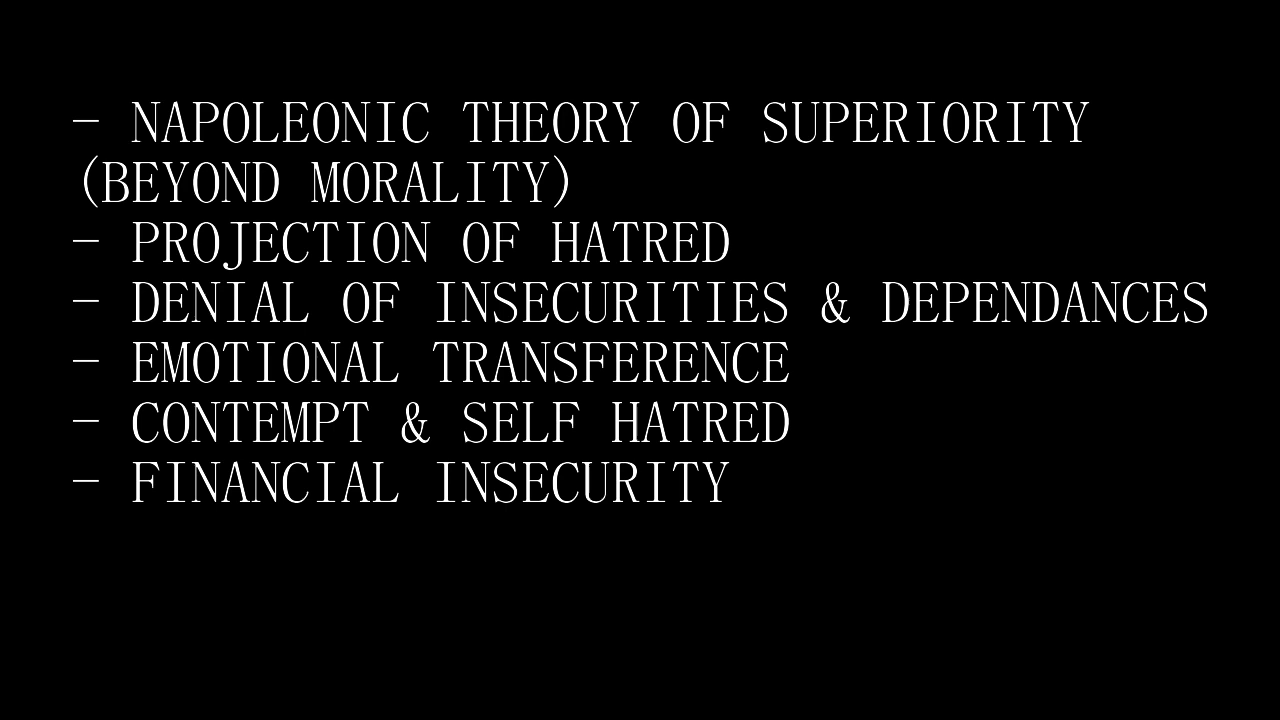 - NAPOLEONIC THEORY OF SUPERIORITY
(BEYOND MORALITY)
- PROJECTION OF HATRED
- DENIAL OF INSECURITIES & DEPENDANCES
- EMOTIONAL TRANSFERENCE
- CONTEMPT & SELF HATRED
- FINANCIAL INSECURITY